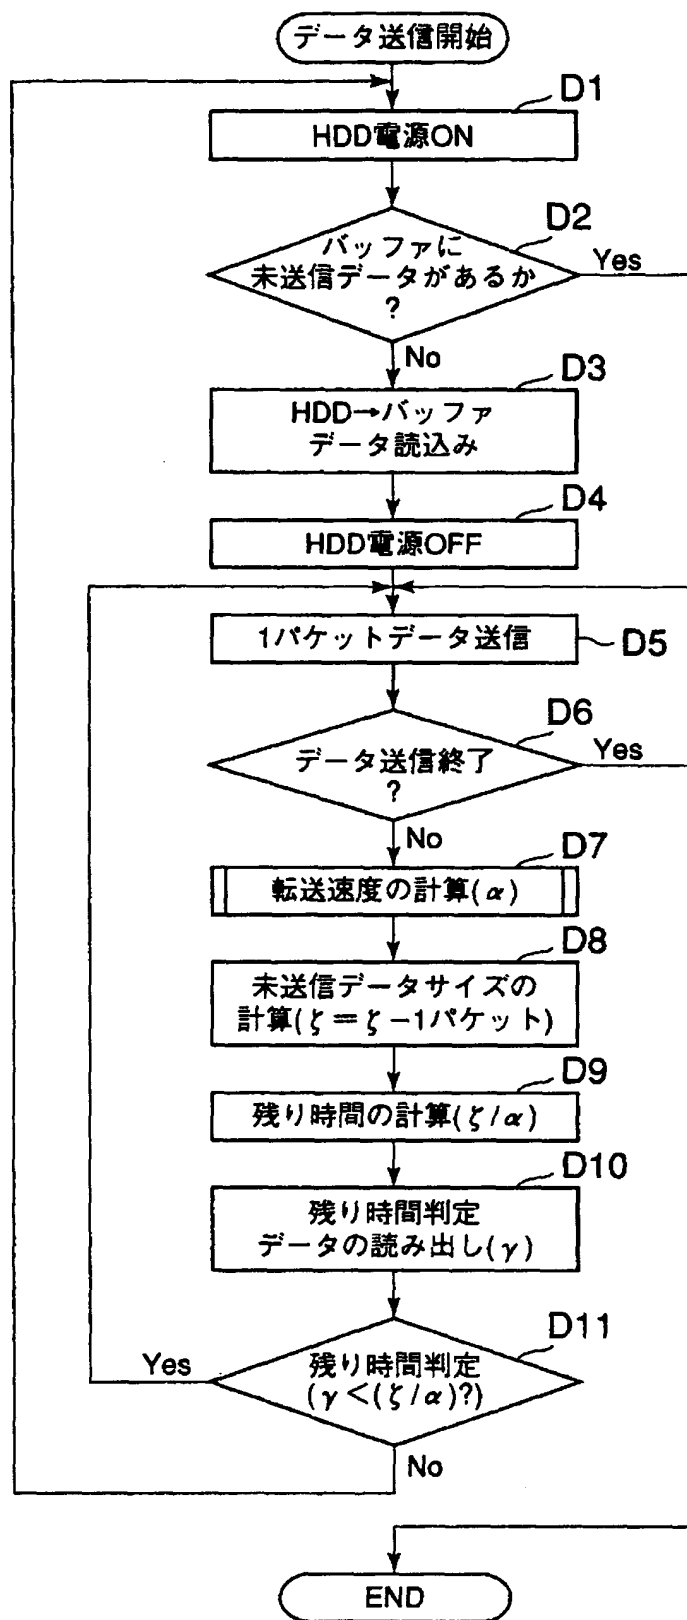 データ送信開始
D1
HDD電源ON
D2
バッファに
未送信データがあるか
?
Yes
No
D3
HDD→バッファ
データ読込み
D4
HDD電源OFF
1パケットデータ送信
D5
D6
データ送信終了
?
Yes
No
D7
転送速度の計算(α)
D8
未送信データサイズの
計算(ζ=ζ-1パケット)
D9
残り時間の計算(ζ/α)
D10
残り時間判定
データの読み出し(γ)
D11
Yes
残り時間判定
(γ<(ζ/α)?)
No
END